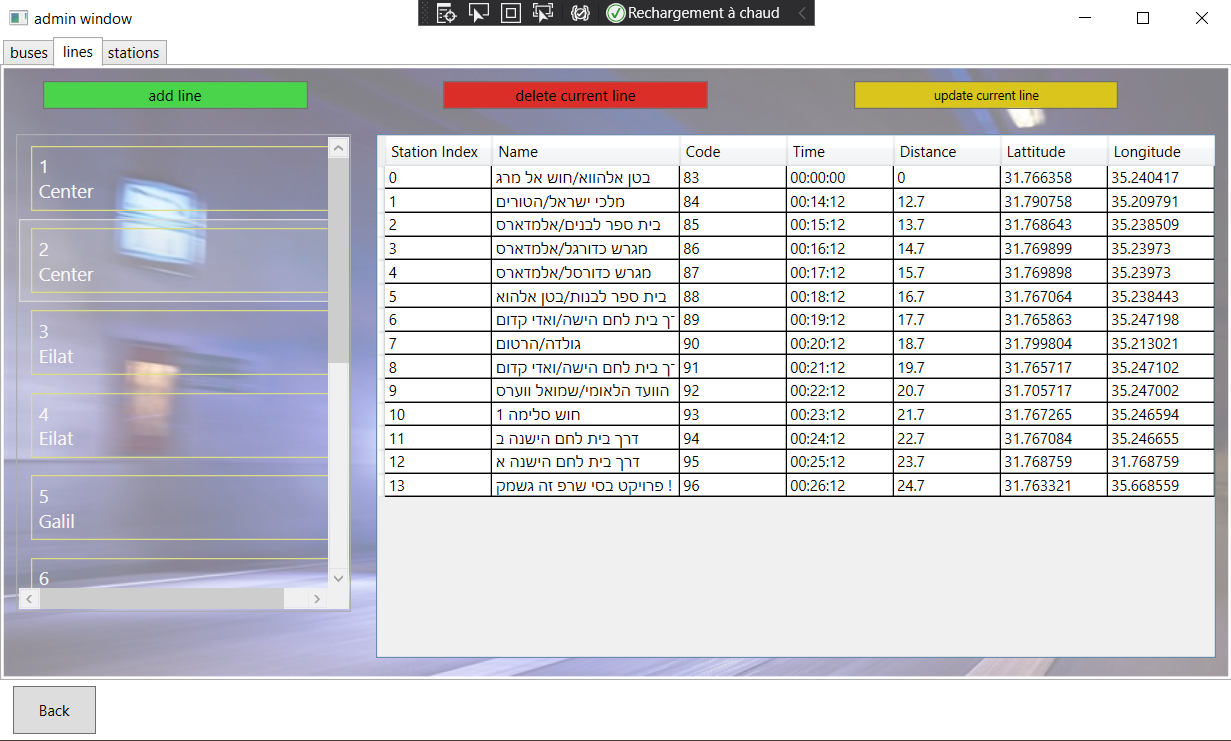 admin window
Rechargement à chaud
buses lines stations
add line delete current line update current line
1
Center
2
Center
3
Eilat
4
Eilat
5
Galil
6
Station Index Name Code Time Distance Lattitude Longitude
0 בטן אלהווא/חוש אל מרג 83 00:00:00 0 31.766358 35.240417
1 מלכי ישראל/הטורים 84 00:14:12 12.7 31.790758 35.209791
2 בית ספר לבנים/אלמדארס 85 00:15:12 13.7 31.768643 35.238509
3 מגרש כדורגל/אלמדארס 86 00:16:12 14.7 31.769899 35.23973
4 מגרש כדורסל/אלמדארס 87 00:17:12 15.7 31.769898 35.23973
5 בית ספר לבנות/בטן אלהוא 88 00:18:12 16.7 31.767064 35.238443
6 בית לחם הישה/ואדי קדום 89 00:19:12 17.7 31.765863 35.247198
7 גולדה/הרטום 90 00:20:12 18.7 31.799804 35.213021
8 בית לחם הישה/ואדי קדום 91 00:21:12 19.7 31.765717 35.247102
9 הוועד הלאומי/שמואל ווערס 92 00:22:12 20.7 31.705717 35.247002
10 חוש סלימה 1 93 00:23:12 21.7 31.767265 35.246594
11 דרך בית לחם הישנה ב 94 00:24:12 22.7 31.767084 35.246655
12 דרך בית לחם הישנה א 95 00:25:12 23.7 31.768759 31.768759
13 פרויקט בסי שרפ זה גשמק ! 96 00:26:12 24.7 31.763321 35.668559
Back